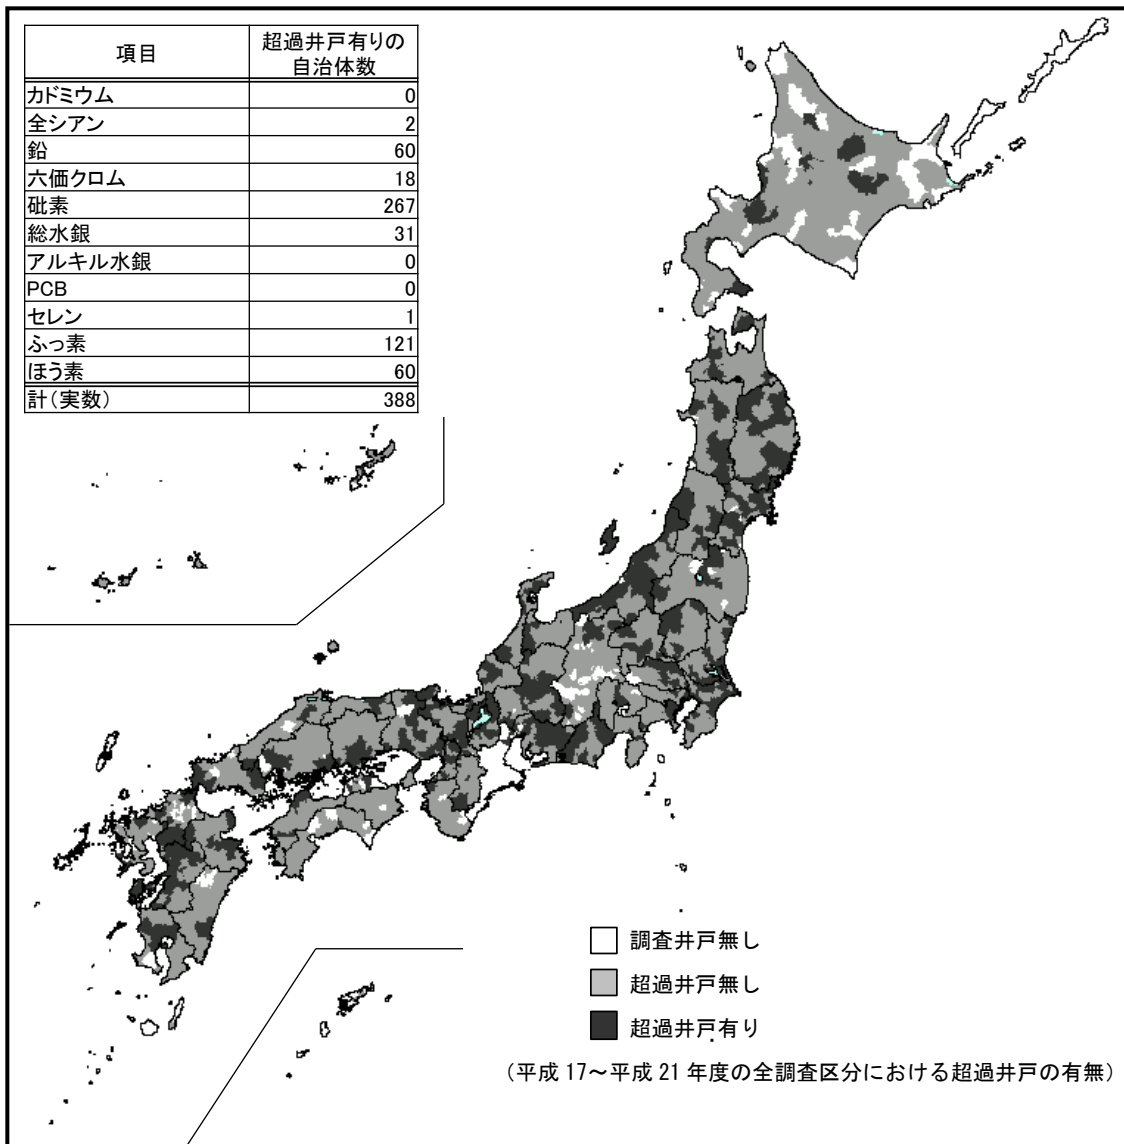 項目 超過井戸有りの自治体数
カドミウム 0
全シアン 2
鉛 60
六価クロム 18
砒素 267
総水銀 31
アルキル水銀 0
PCB 0
セレン 1
ふっ素 121
ほう素 60
計(実数) 388
調査井戸無し
超過井戸無し
超過井戸有り
(平成 17～平成 21 年度の全調査区分における超過井戸の有無)